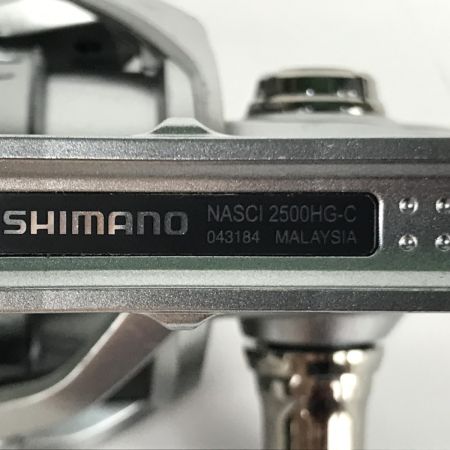 SHIMANO NASCI 2500HG-C
043184 MALAYSIA